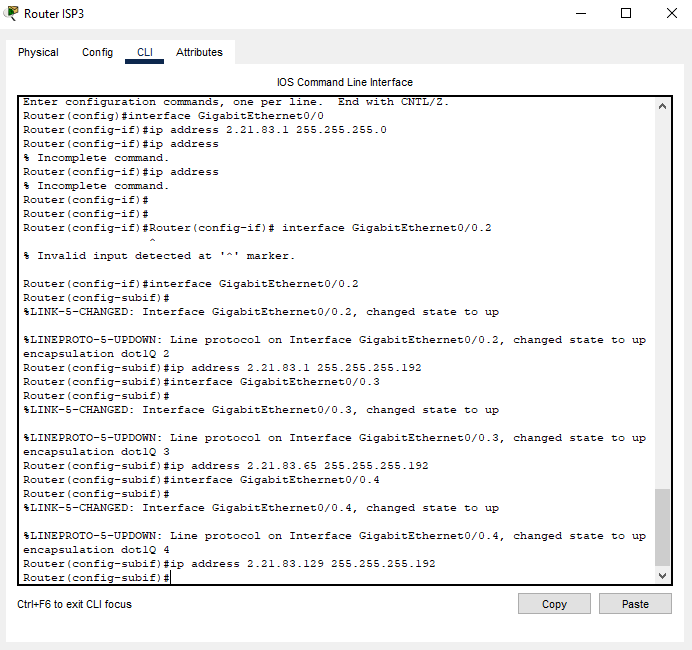 Router ISP3
Physical Config CLI Attributes
IOS Command Line Interface
Enter configuration commands, one per line.  End with CNTL/Z.
Router(config)#interface GigabitEthernet0/0
Router(config-if)#ip address 2.21.83.1 255.255.255.0
Router(config-if)#ip address
% Incomplete command.
Router(config-if)#ip address
% Incomplete command.
Router(config-if)#
Router(config-if)#
Router(config-if)#Router(config-if)# interface GigabitEthernet0/0.2
^
% Invalid input detected at '^' marker.
Router(config-if)#interface GigabitEthernet0/0.2
Router(config-subif)#
%LINK-5-CHANGED: Interface GigabitEthernet0/0.2, changed state to up
%LINEPROTO-5-UPDOWN: Line protocol on Interface GigabitEthernet0/0.2, changed state to up
encapsulation dot1Q 2
Router(config-subif)#ip address 2.21.83.1 255.255.255.192
Router(config-subif)#interface GigabitEthernet0/0.3
Router(config-subif)#
%LINK-5-CHANGED: Interface GigabitEthernet0/0.3, changed state to up
%LINEPROTO-5-UPDOWN: Line protocol on Interface GigabitEthernet0/0.3, changed state to up
encapsulation dot1Q 3
Router(config-subif)#ip address 2.21.83.65 255.255.255.192
Router(config-subif)#interface GigabitEthernet0/0.4
Router(config-subif)#
%LINK-5-CHANGED: Interface GigabitEthernet0/0.4, changed state to up
%LINEPROTO-5-UPDOWN: Line protocol on Interface GigabitEthernet0/0.4, changed state to up
encapsulation dot1Q 4
Router(config-subif)#ip address 2.21.83.129 255.255.255.192
Router(config-subif)#
Ctrl+F6 to exit CLI focus Copy Paste